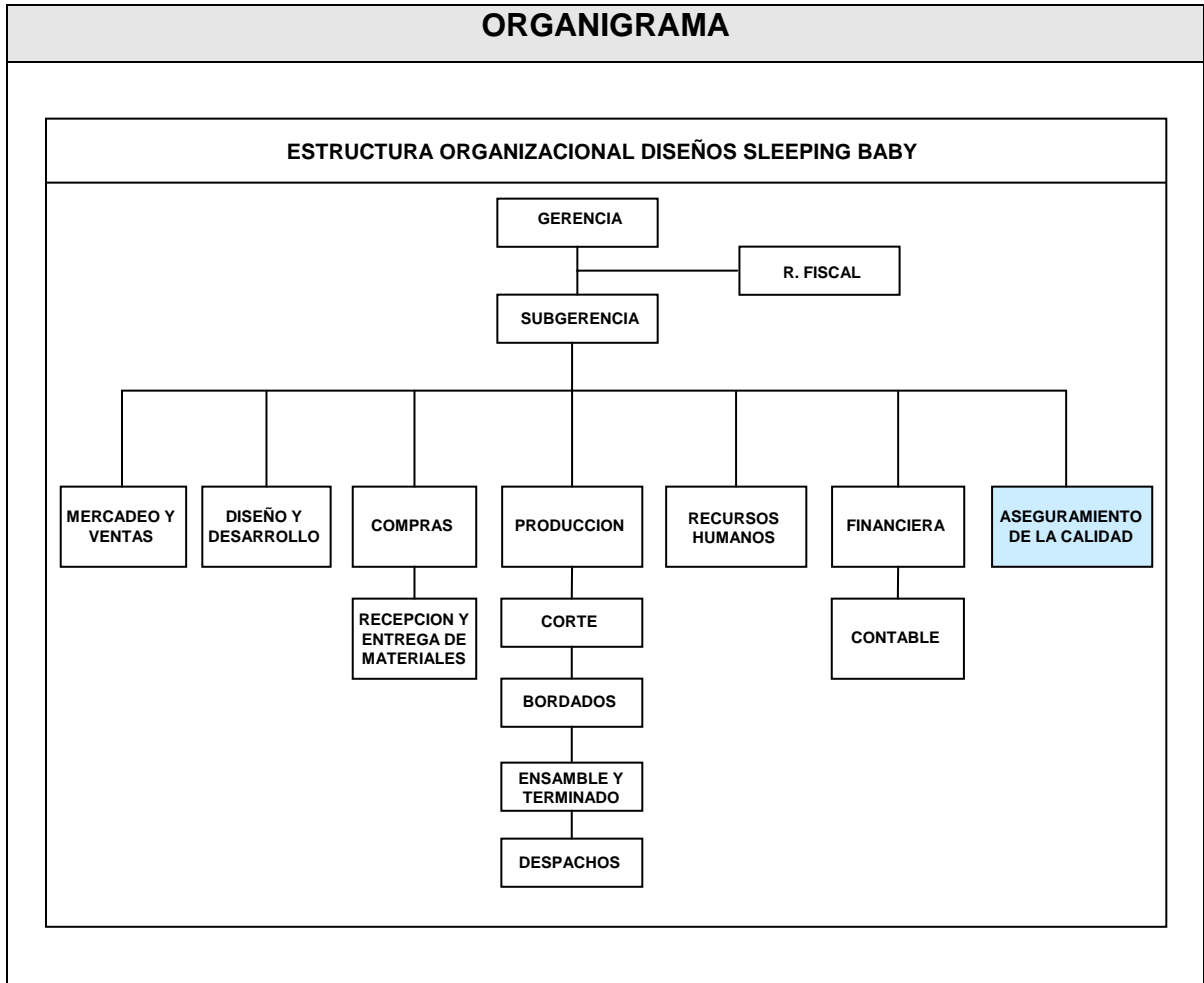 ORGANIGRAMA
ESTRUCTURA ORGANIZACIONAL DISEÑOS SLEEPING BABY
GERENCIA
R. FISCAL
SUBGERENCIA
MERCADEO Y
VENTAS
DISEÑO Y
DESARROLLO
COMPRAS
PRODUCCION
RECURSOS
HUMANOS
FINANCIERA
ASEGURAMIENTO
DE LA CALIDAD
RECEPCION Y
ENTREGA DE
MATERIALES
CORTE
CONTABLE
BORDADOS
ENSAMBLE Y
TERMINADO
DESPACHOS